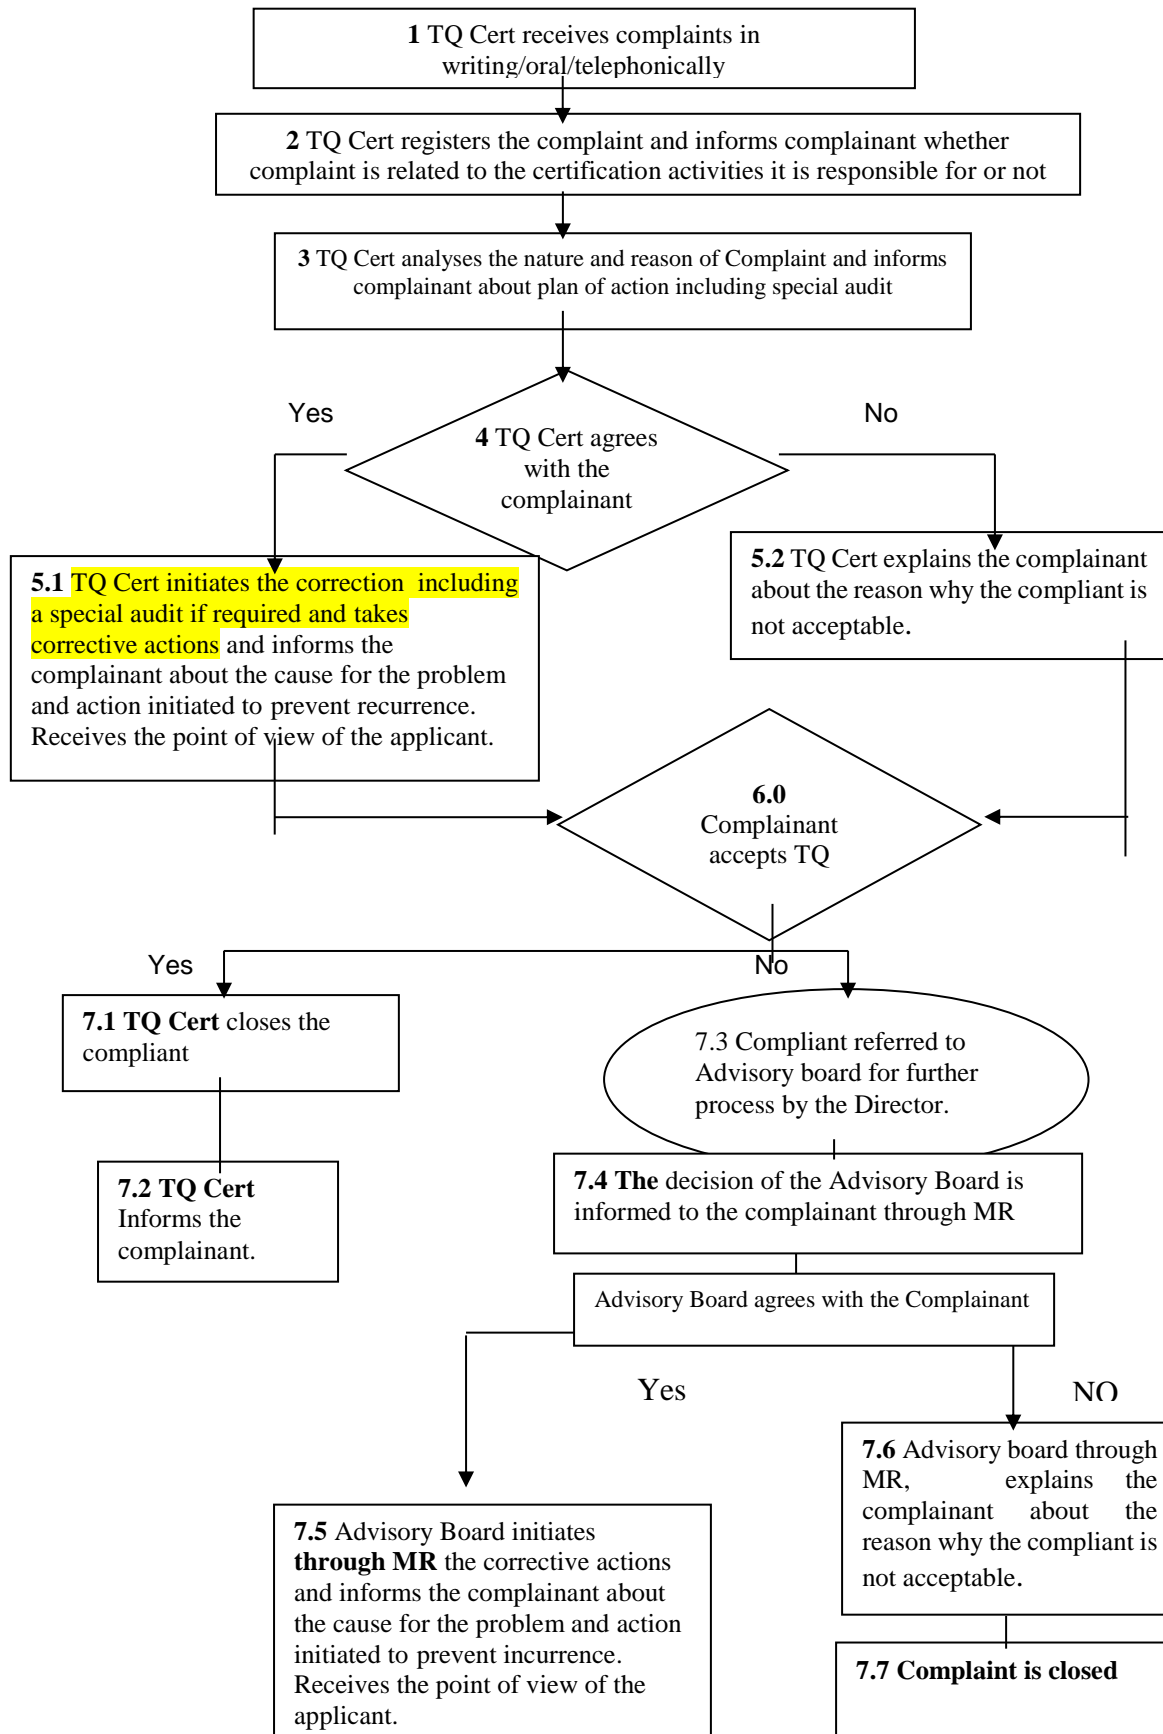 1 TQ Cert receives complaints in
writing/oral/telephonically
2 TQ Cert registers the complaint and informs complainant whether
complaint is related to the certification activities it is responsible for or not
3 TQ Cert analyses the nature and reason of Complaint and informs
complainant about plan of action including special audit
Yes
No
4 TQ Cert agrees
with the
complainant
5.1 TQ Cert initiates the correction including
a special audit if required and takes
corrective actions and informs the
complainant about the cause for the problem
and action initiated to prevent recurrence.
Receives the point of view of the applicant.
5.2 TQ Cert explains the complainant
about the reason why the compliant is
not acceptable.
6.0
Complainant
accepts TQ
Yes
No
7.1 TQ Cert closes the
compliant
7.2 TQ Cert
Informs the
complainant.
7.3 Compliant referred to
Advisory board for further
process by the Director.
7.4 The decision of the Advisory Board is
informed to the complainant through MR
Advisory Board agrees with the Complainant
Yes
NO
7.5 Advisory Board initiates
through MR the corrective actions
and informs the complainant about
the cause for the problem and action
initiated to prevent incurrence.
Receives the point of view of the
applicant.
7.6 Advisory board through
MR, explains the
complainant about the
reason why the compliant is
not acceptable.
7.7 Complaint is closed